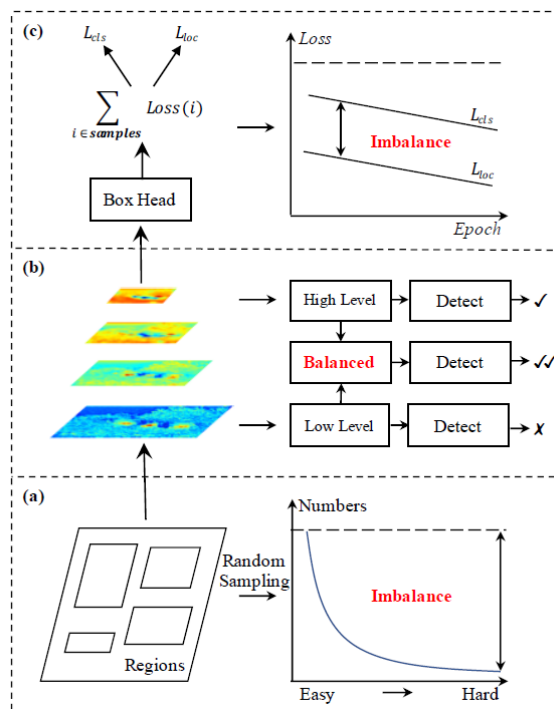 (c)
L_cls
L_loc
∑ Loss(i)
i∈samples
Box Head
Loss
L_cls
Imbalance
L_loc
Epoch
(b)
High Level
Detect
✓
Balanced
Detect
✓✓
Low Level
Detect
✗
(a)
Regions
Random
Sampling
Numbers
Imbalance
Easy
Hard